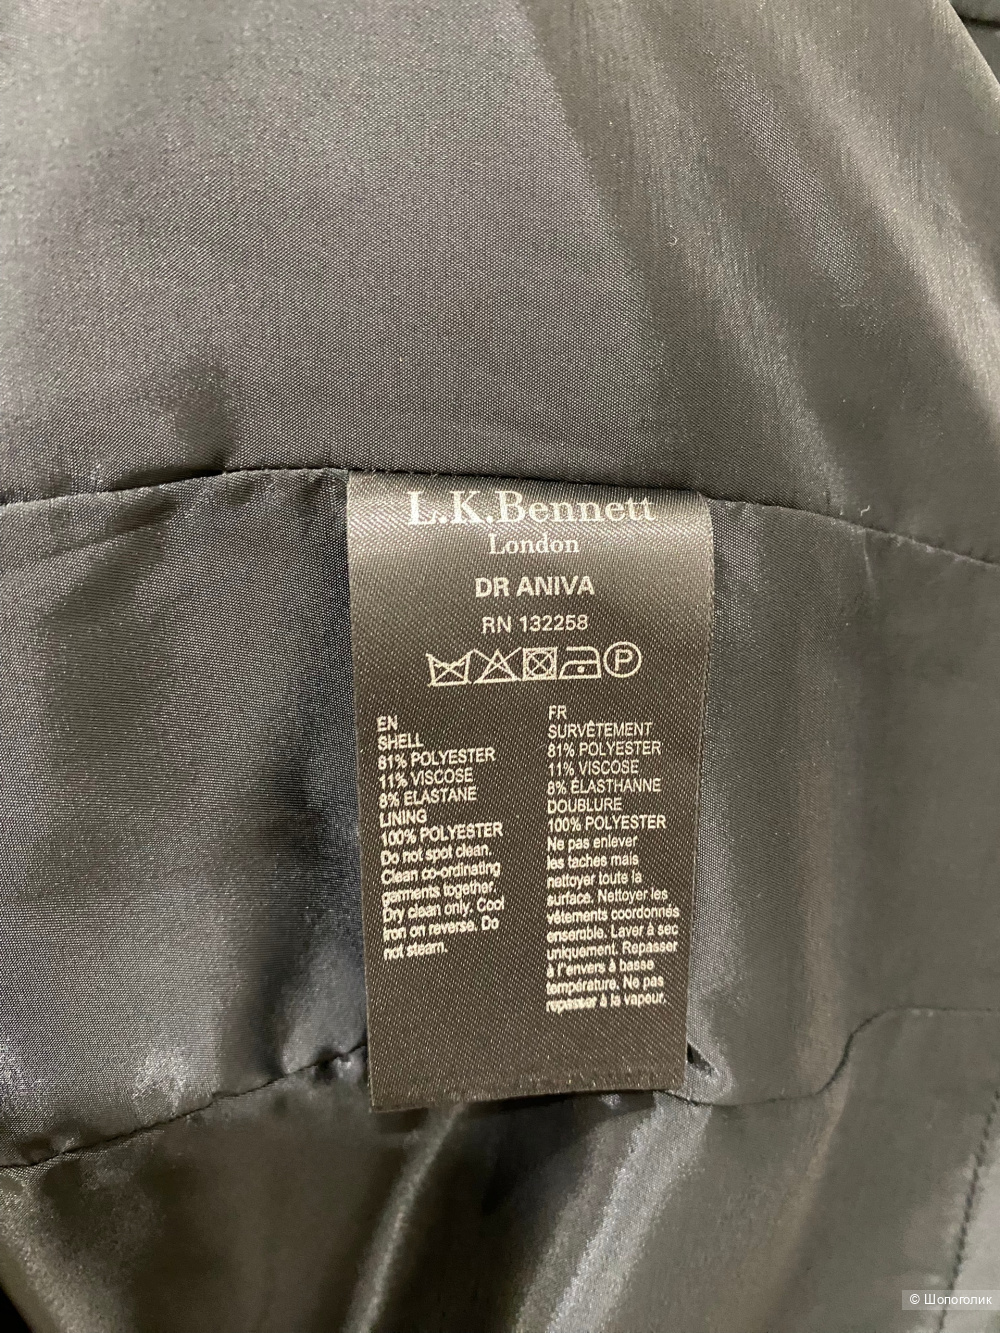 L.K.Bennett
London
DR ANIVA
RN 132258
P
EN
SHELL
81% POLYESTER
11% VISCOSE
8% ELASTANE
LINING
100% POLYESTER
Do not spot clean.
Clean co-ordinating
garments together.
Dry clean only. Cool
iron on reverse. Do
not steam.
FR
SURVÊTEMENT
81% POLYESTER
11% VISCOSE
8% ÉLASTHANNE
DOUBLURE
100% POLYESTER
Ne pas enlever
les taches mais
nettoyer toute la
surface. Nettoyer les
vêtements coordonnés
ensemble. Laver à sec
uniquement. Repasser
à l'envers à basse
température. Ne pas
repasser à la vapeur.
© Шопоголик